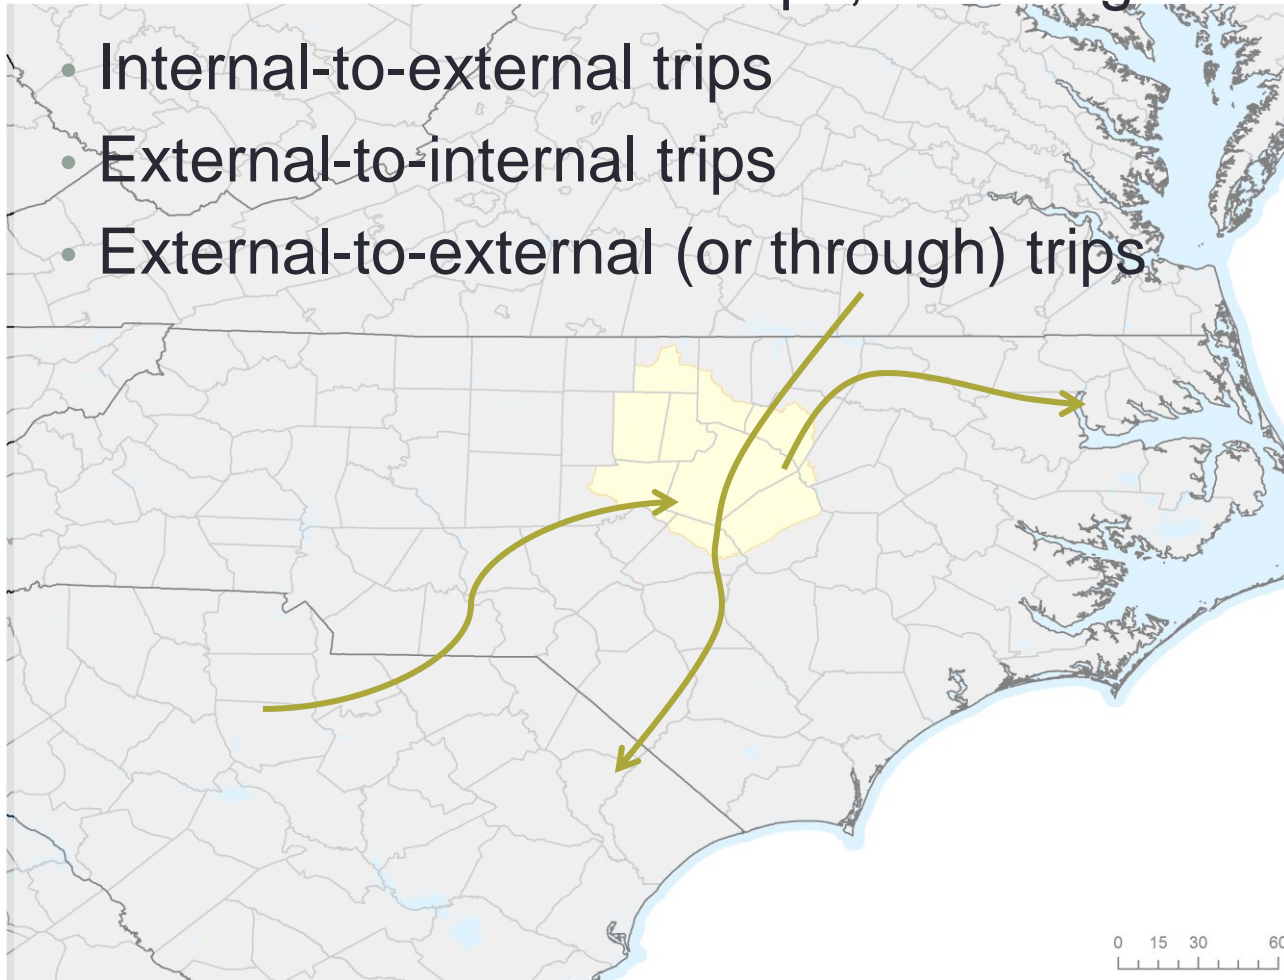 • Internal-to-external trips
• External-to-internal trips
• External-to-external (or through) trips
0 15 30 60